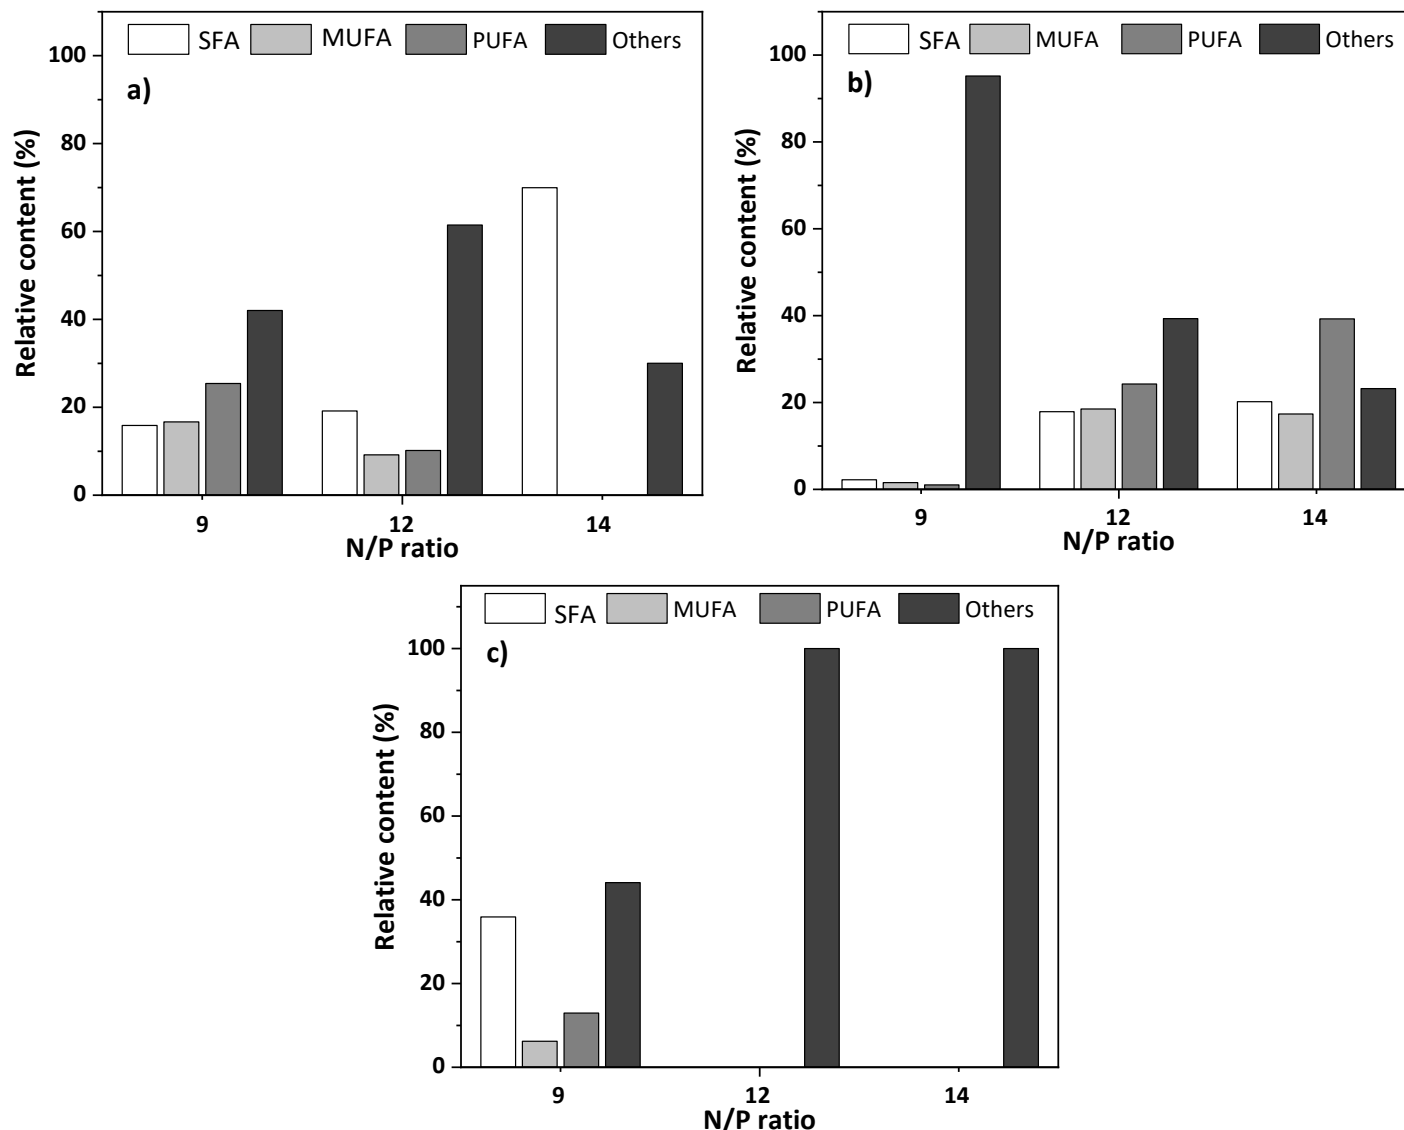 SFA MUFA PUFA Others
a)
100
80
60
40
20
0
Relative content (%)
9 12 14
N/P ratio
SFA MUFA PUFA Others
b)
100
80
60
40
20
0
Relative content (%)
9 12 14
N/P ratio
SFA MUFA PUFA Others
c)
100
80
60
40
20
0
Relative content (%)
9 12 14
N/P ratio